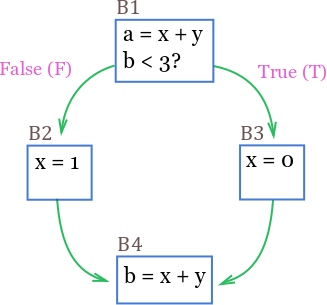 B1
a = x + y
b < 3?
False (F)
True (T)
B2
x = 1
B3
x = 0
B4
b = x + y